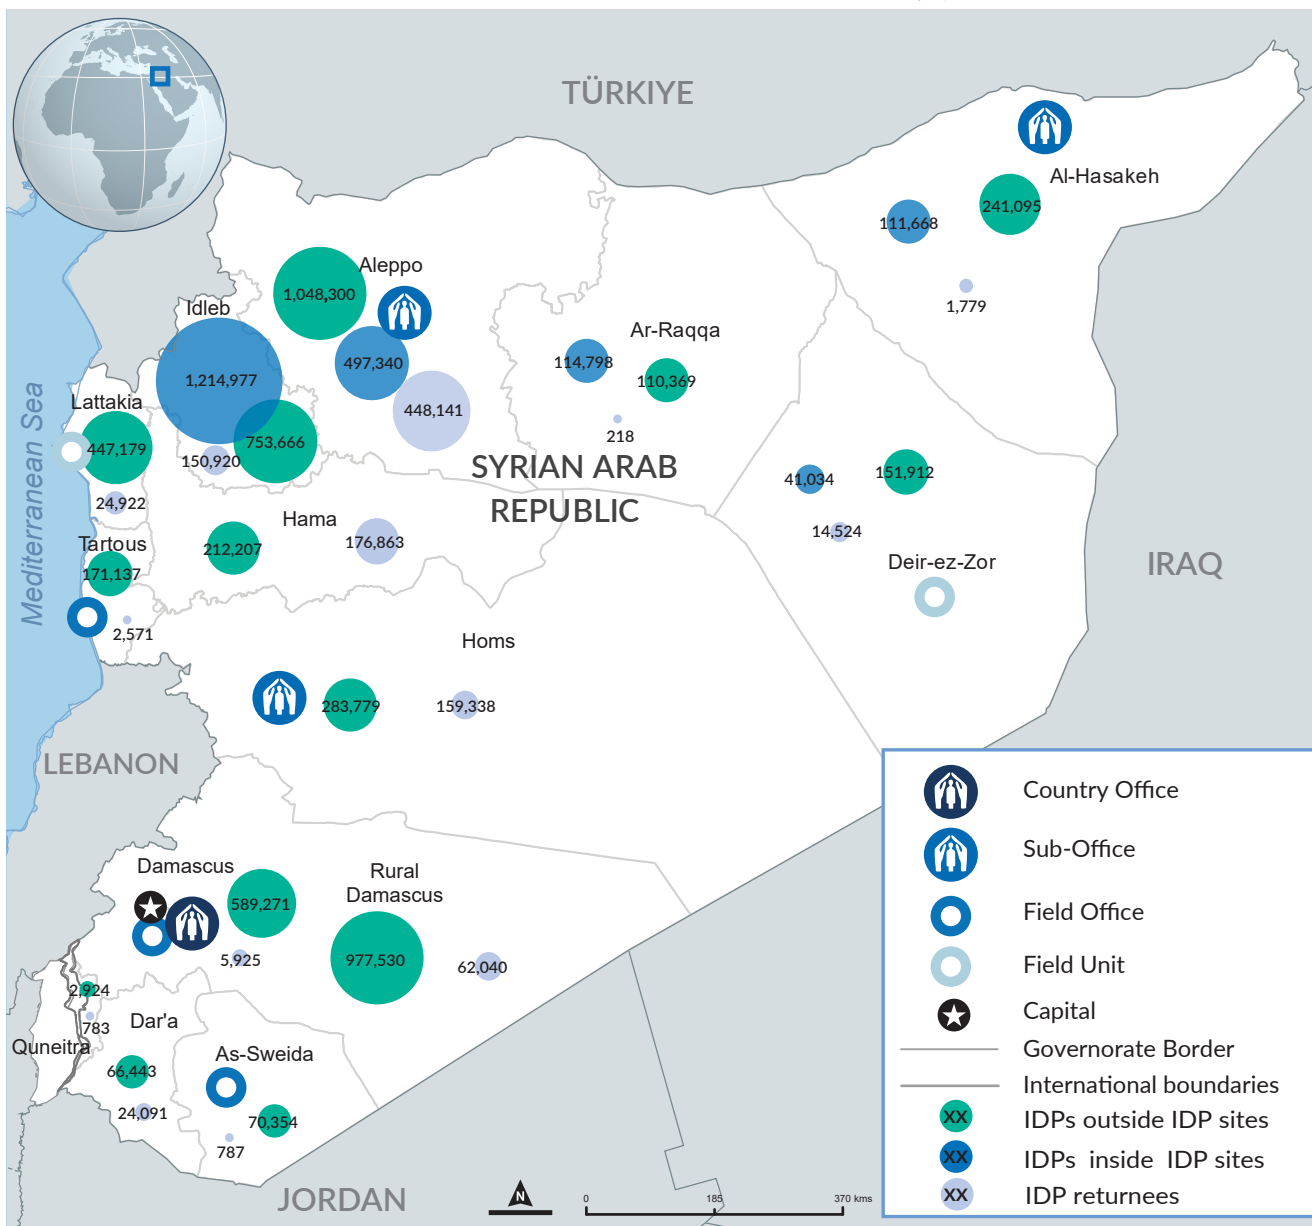 TÜRKIYE
Al-Hasakeh
241,095
111,668
1,779
Aleppo
1,048,300
Idleb
1,214,977
497,340
448,141
753,666
150,920
Ar-Raqqa
114,798
110,369
218
Lattakia
447,179
24,922
Mediterranean Sea
SYRIAN ARAB
REPUBLIC
41,034
151,912
14,524
Deir-ez-Zor
IRAQ
Hama
212,207
176,863
Tartous
171,137
2,571
Homs
283,779
159,338
LEBANON
Damascus
589,271
5,925
Rural
Damascus
977,530
62,040
2,924
783
Quneitra
Dar'a
66,443
24,091
As-Sweida
70,354
787
JORDAN
N
0 185 370 kms
Country Office
Sub-Office
Field Office
Field Unit
Capital
Governorate Border
International boundaries
XX IDPs outside IDP sites
XX IDPs inside IDP sites
XX IDP returnees